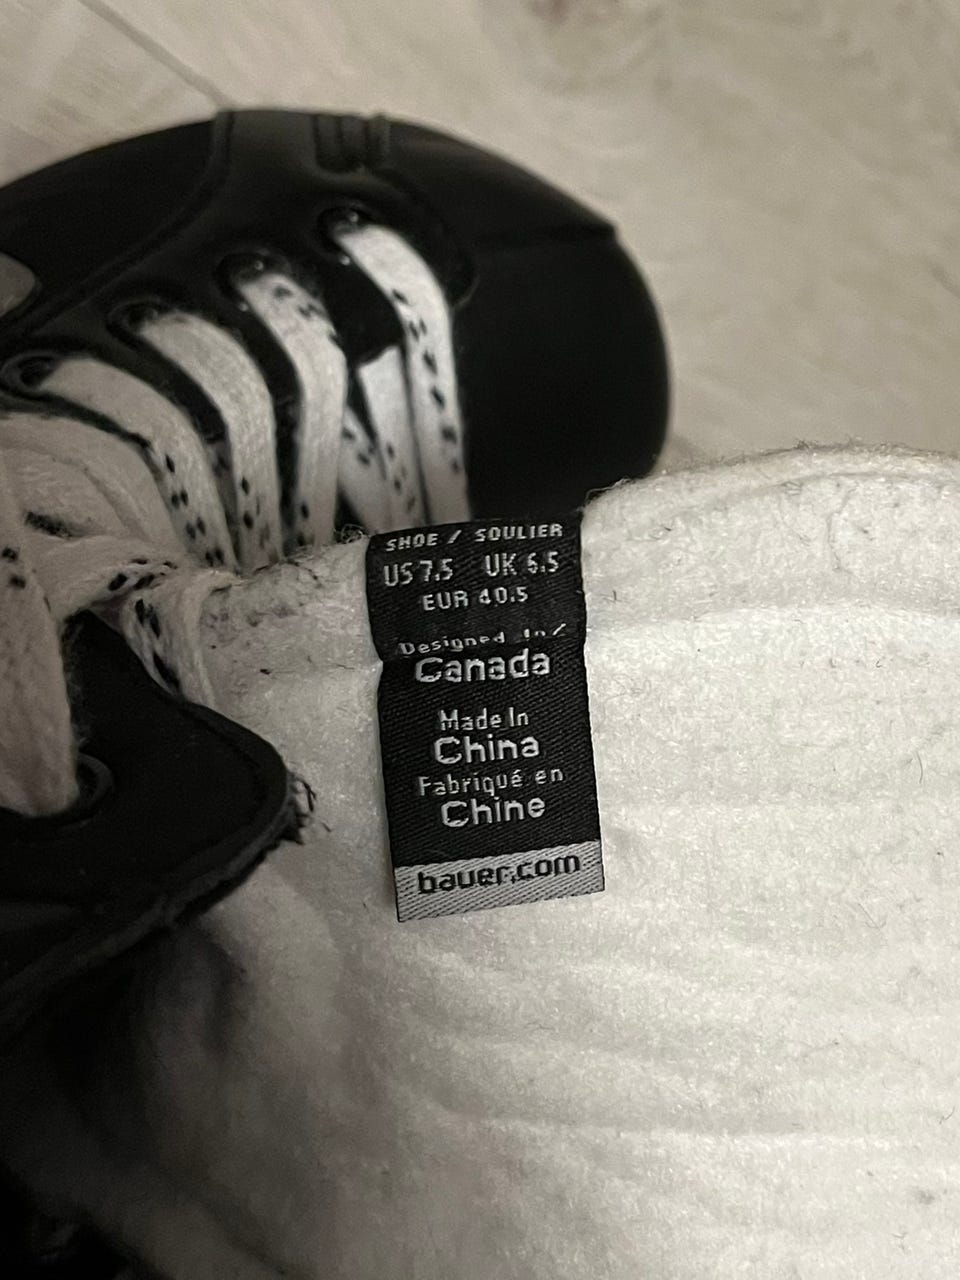 SHOE / SOULIER
US 7.5 UK 6.5
EUR 40.5
Designed In/
Canada
Made In
China
Fabriqué en
Chine
bauer.com